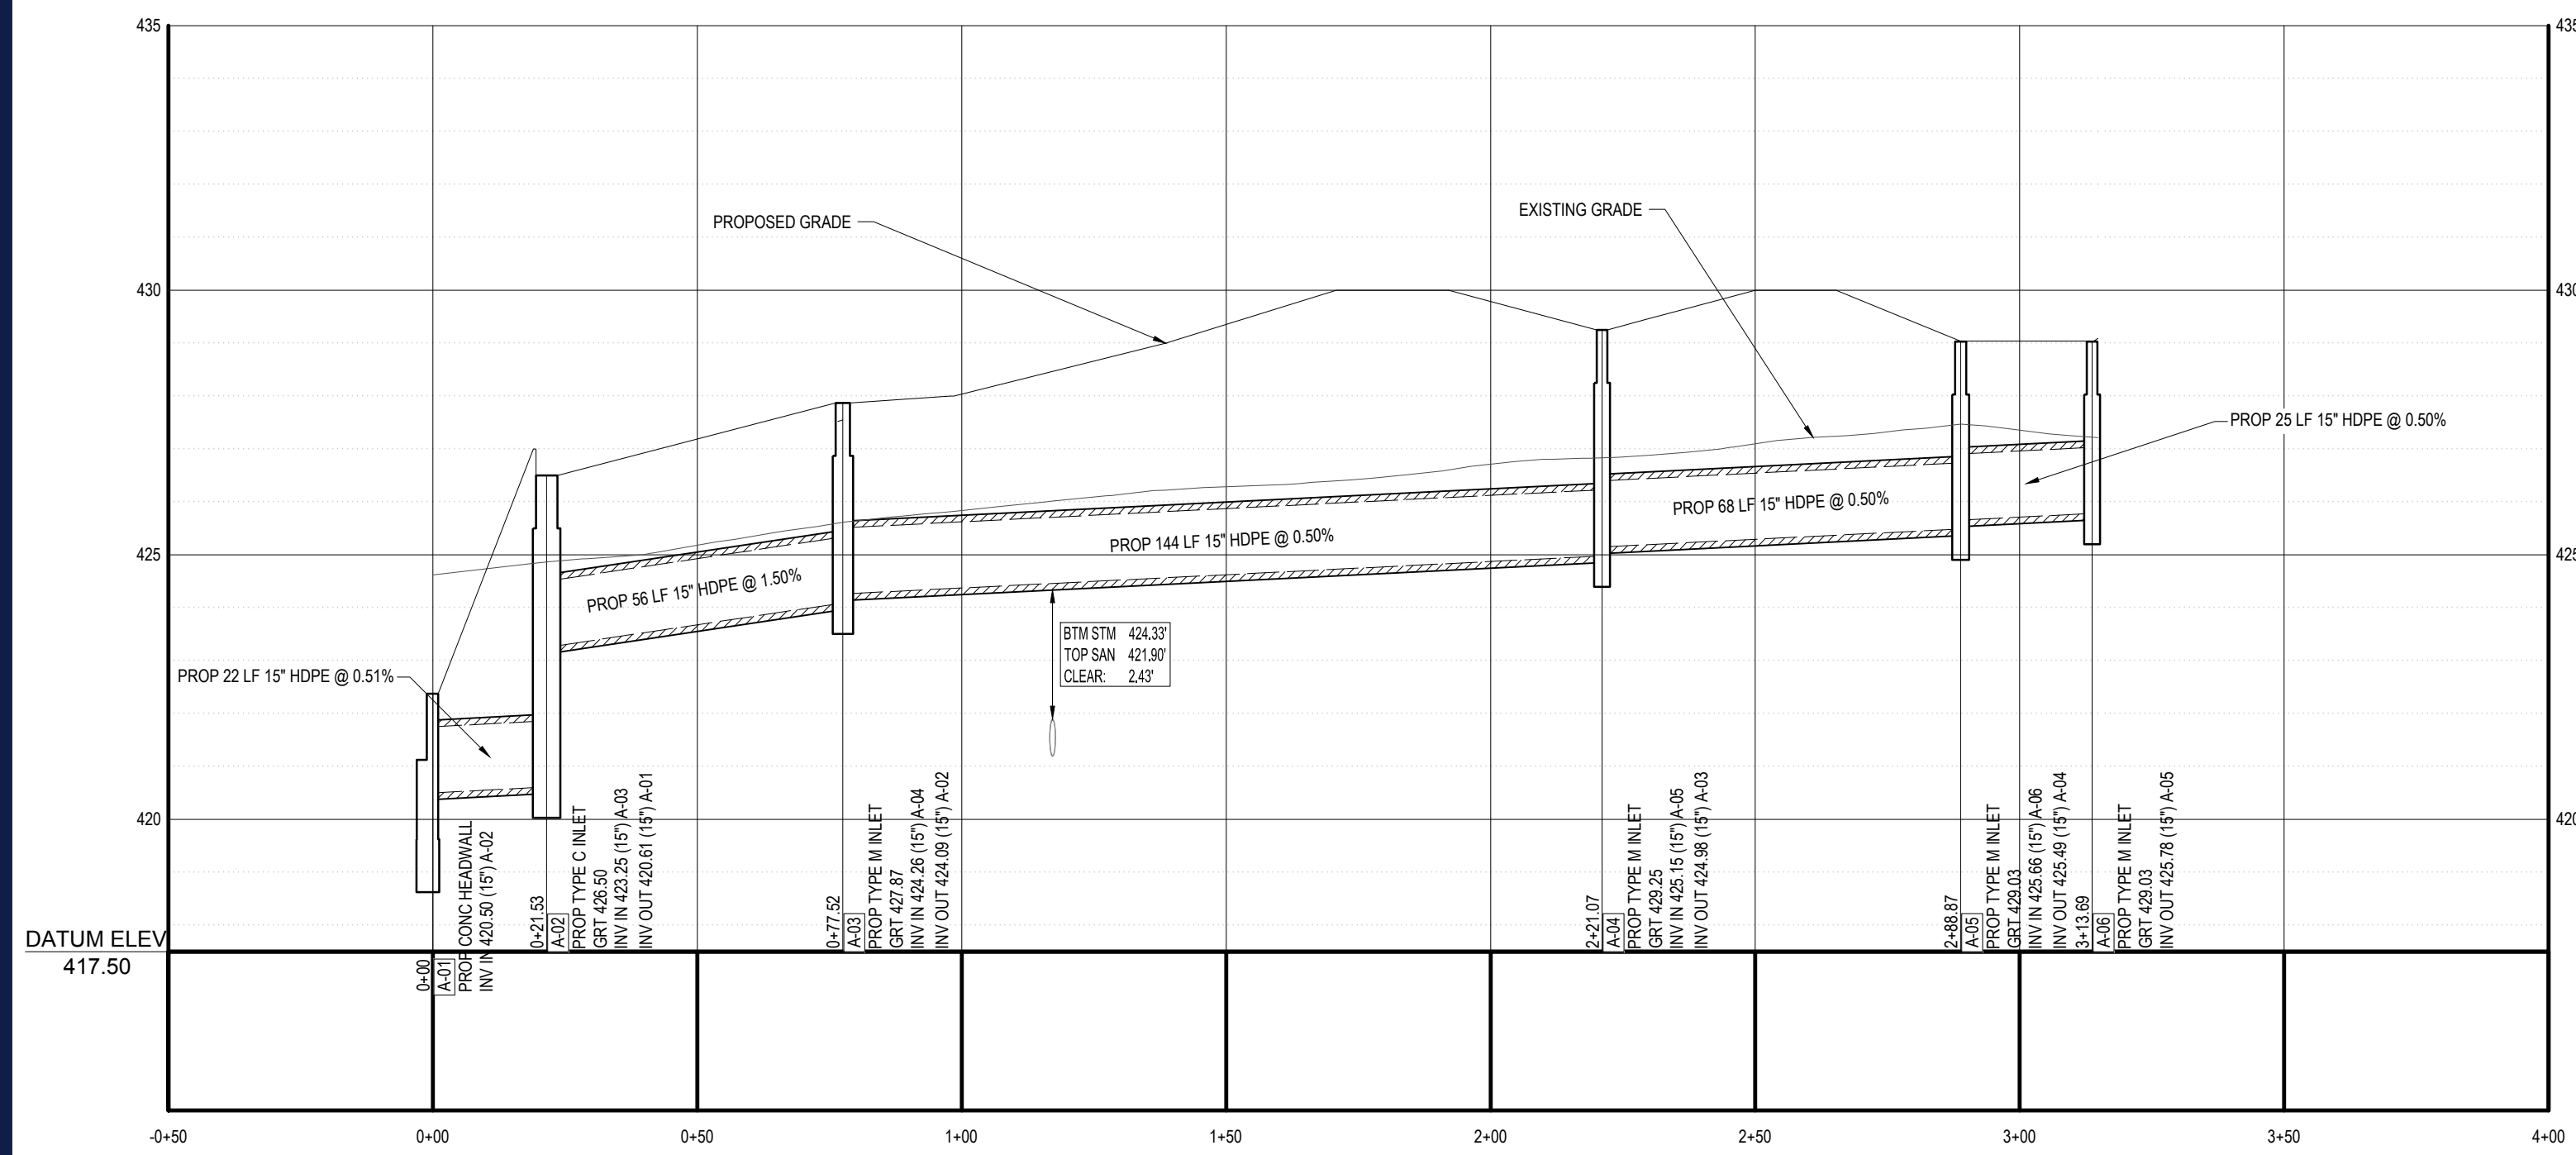 435
435
PROPOSED GRADE
EXISTING GRADE
430
430
PROP 25 LF 15" HDPE @ 0.50%
PROP 68 LF 15" HDPE @ 0.50%
PROP 144 LF 15" HDPE @ 0.50%
425
425
PROP 56 LF 15" HDPE @ 1.50%
BTM STM 424.33'
TOP SAN 421.90'
CLEAR: 2.43'
PROP 22 LF 15" HDPE @ 0.51%
420
420
0+00
A-01
PROP CONC HEADWALL
INV IN 420.50 (15") A-02
0+21.53
A-02
PROP TYPE C INLET
GRT 426.50
INV IN 423.25 (15") A-03
INV OUT 420.61 (15") A-01
0+77.52
A-03
PROP TYPE M INLET
GRT 427.87
INV IN 424.26 (15") A-04
INV OUT 424.09 (15") A-02
2+21.07
A-04
PROP TYPE M INLET
GRT 429.25
INV IN 425.15 (15") A-05
INV OUT 424.98 (15") A-03
2+88.87
A-05
PROP TYPE M INLET
GRT 429.03
INV IN 425.66 (15") A-06
INV OUT 425.49 (15") A-04
3+13.69
A-06
PROP TYPE M INLET
GRT 429.03
INV OUT 425.78 (15") A-05
DATUM ELEV
417.50
-0+50
0+00
0+50
1+00
1+50
2+00
2+50
3+00
3+50
4+00